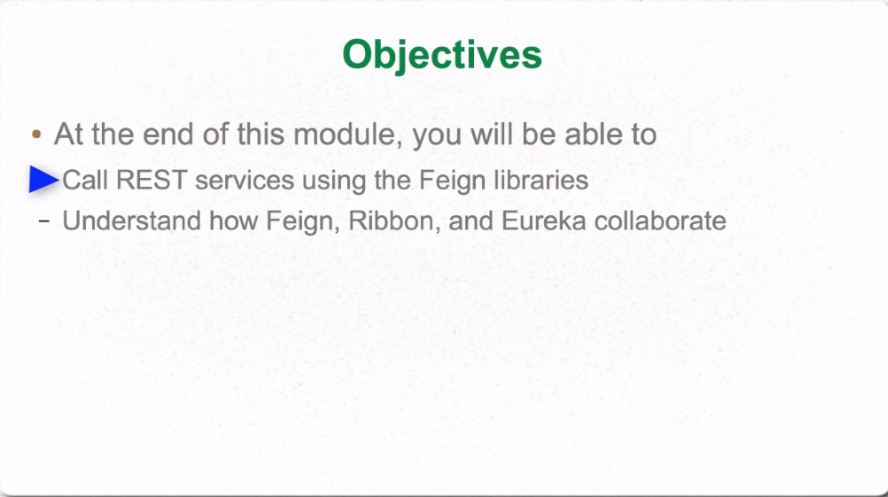 Objectives
• At the end of this module, you will be able to
Call REST services using the Feign libraries
– Understand how Feign, Ribbon, and Eureka collaborate